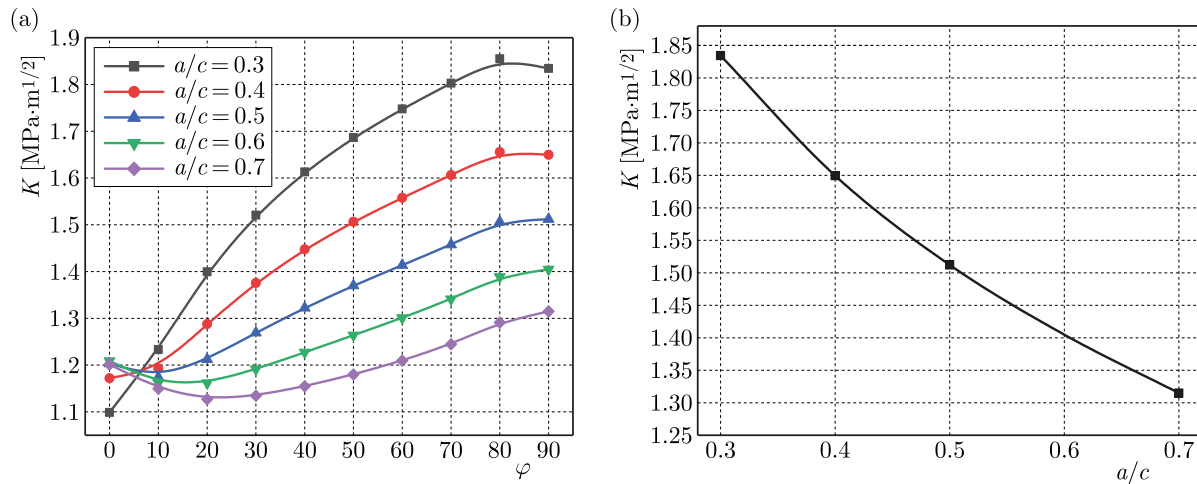 (a)
K [MPa·m1/2]
1.9
1.8
1.7
1.6
1.5
1.4
1.3
1.2
1.1
a/c = 0.3
a/c = 0.4
a/c = 0.5
a/c = 0.6
a/c = 0.7
0 10 20 30 40 50 60 70 80 90
φ
(b)
K [MPa·m1/2]
1.85
1.80
1.75
1.70
1.65
1.60
1.55
1.50
1.45
1.40
1.35
1.30
1.25
0.3 0.4 0.5 0.6 0.7
a/c